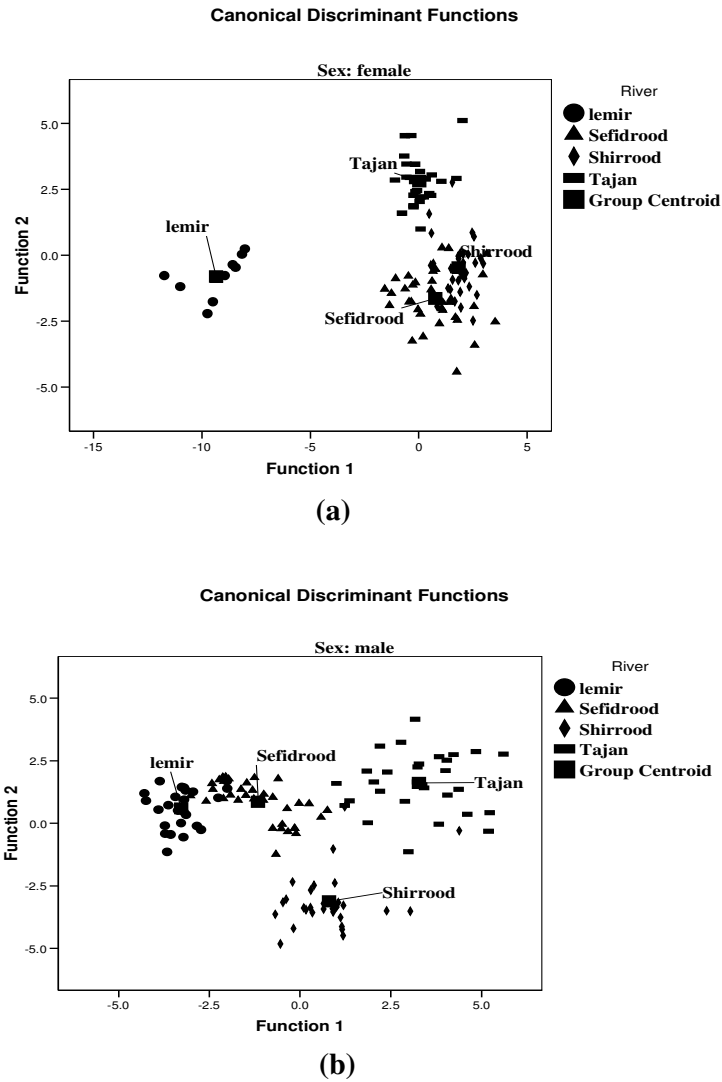 Canonical Discriminant Functions
Sex: female
River
lemir
Sefidrood
Shirrood
Tajan
Group Centroid
Function 2
5.0
2.5
0.0
-2.5
-5.0
Tajan
lemir
Shirrood
Sefidrood
-15 -10 -5 0 5
Function 1
(a)
Canonical Discriminant Functions
Sex: male
River
lemir
Sefidrood
Shirrood
Tajan
Group Centroid
Function 2
5.0
2.5
0.0
-2.5
-5.0
Sefidrood
lemir
Tajan
Shirrood
-5.0 -2.5 0.0 2.5 5.0
Function 1
(b)